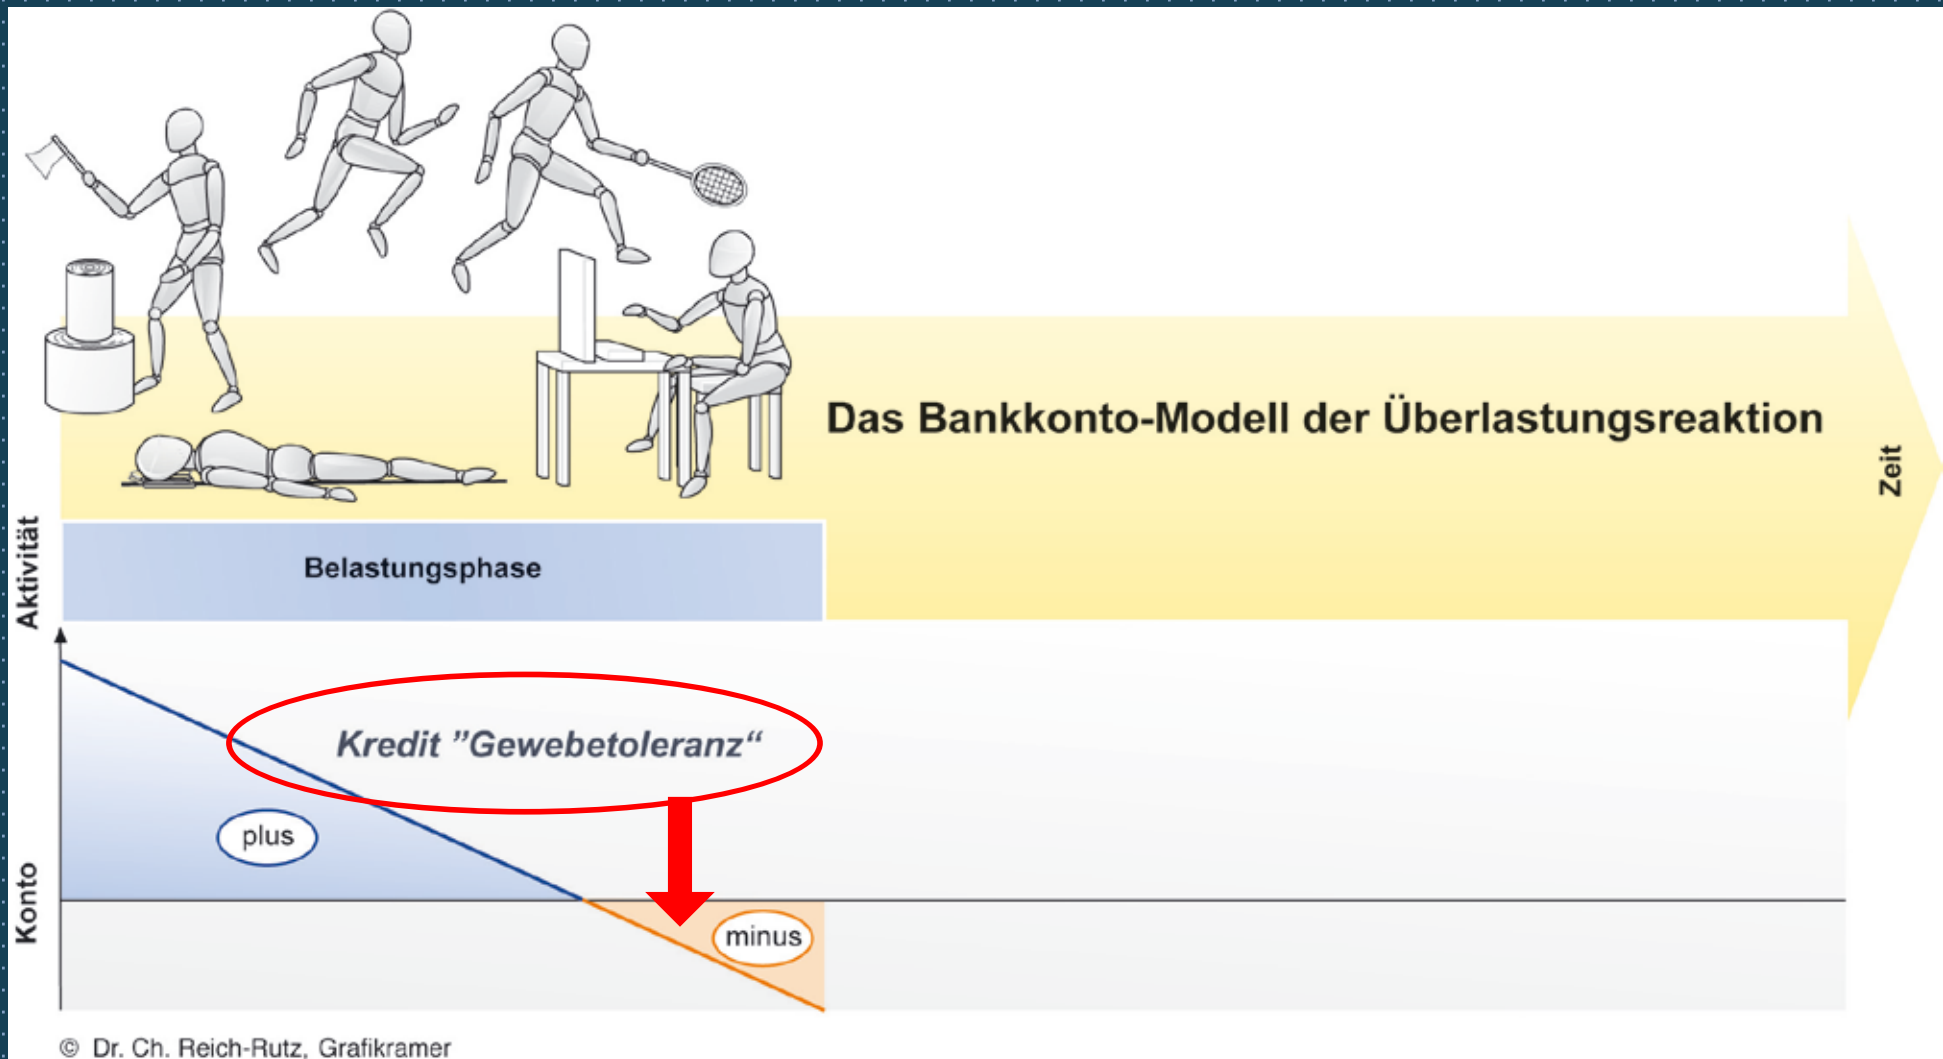 Das Bankkonto-Modell der Überlastungsreaktion
Zeit
Aktivität
Belastungsphase
Kredit ”Gewebetoleranz“
plus
Konto
minus
© Dr. Ch. Reich-Rutz, Grafikramer